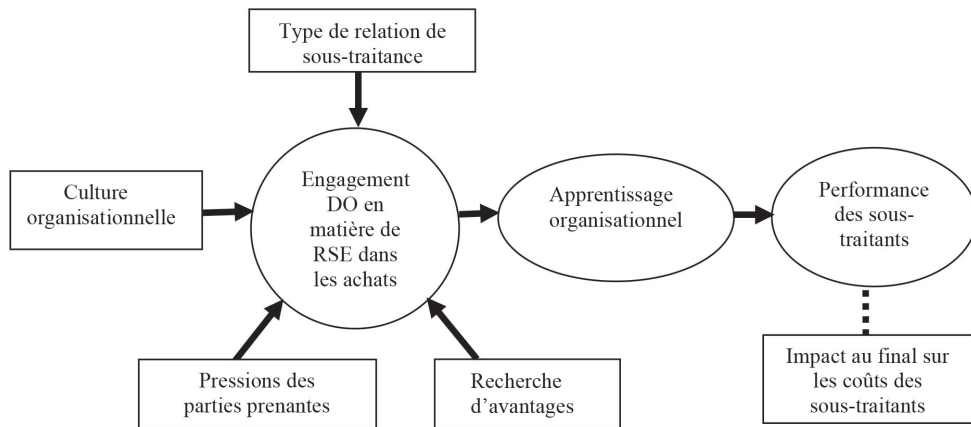 Type de relation de
sous-traitance
Culture
organisationnelle
Engagement
DO en
matière de
RSE dans
les achats
Apprentissage
organisationnel
Performance
des sous-
traitants
Pressions des
parties prenantes
Recherche
d’avantages
Impact au final sur
les coûts des
sous-traitants